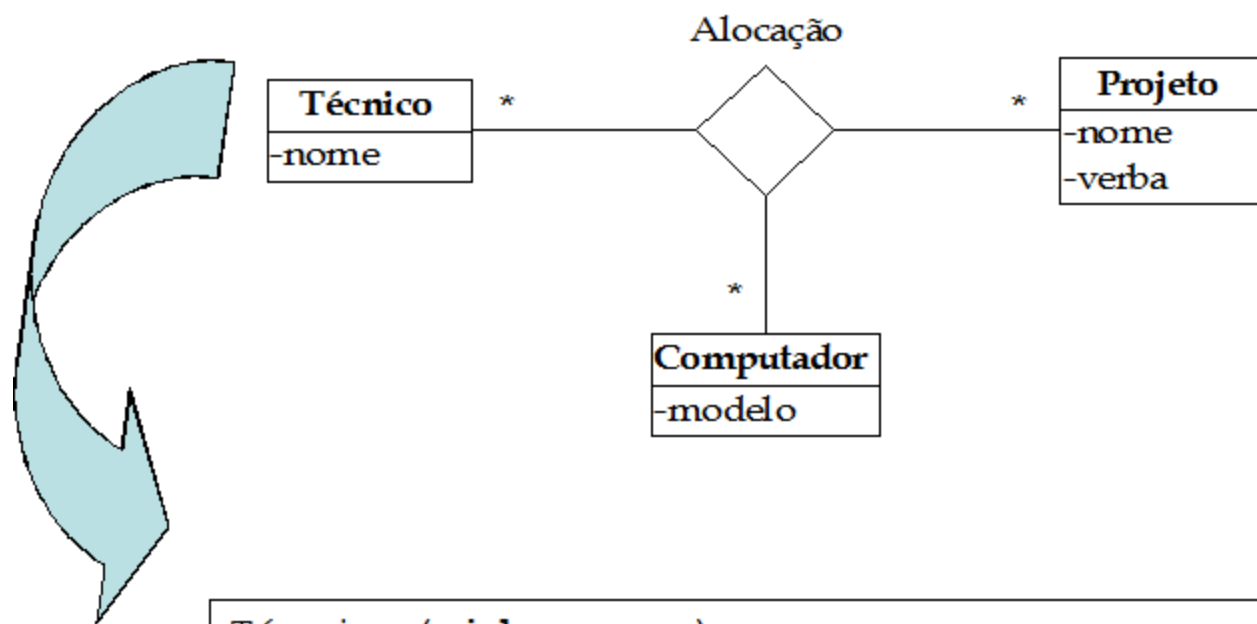 Alocação
Técnico
-nome
*
*
Projeto
-nome
-verba
*
Computador
-modelo